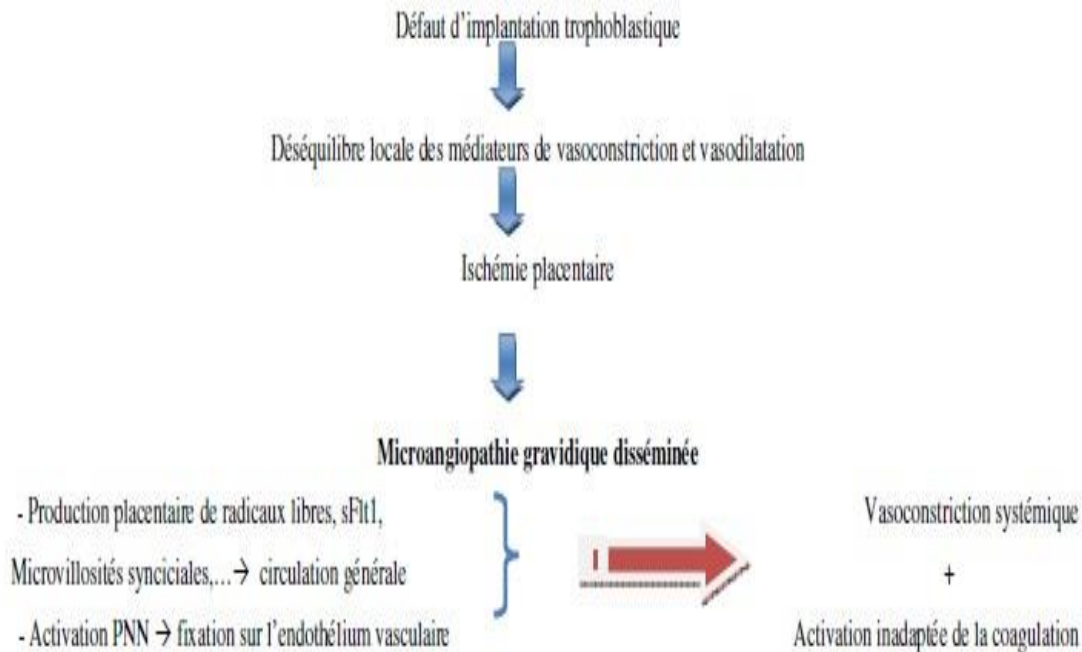 Défaut d'implantation trophoblastique
Déséquilibre locale des médiateurs de vasoconstriction et vasodilatation
Ischémie placentaire
Microangiopathie gravidique disséminée
- Production placentaire de radicaux libres, sFlt1,
Microvillosités synciciales,…→ circulation générale
- Activation PNN → fixation sur l'endothélium vasculaire
Vasoconstriction systémique
+
Activation inadaptée de la coagulation